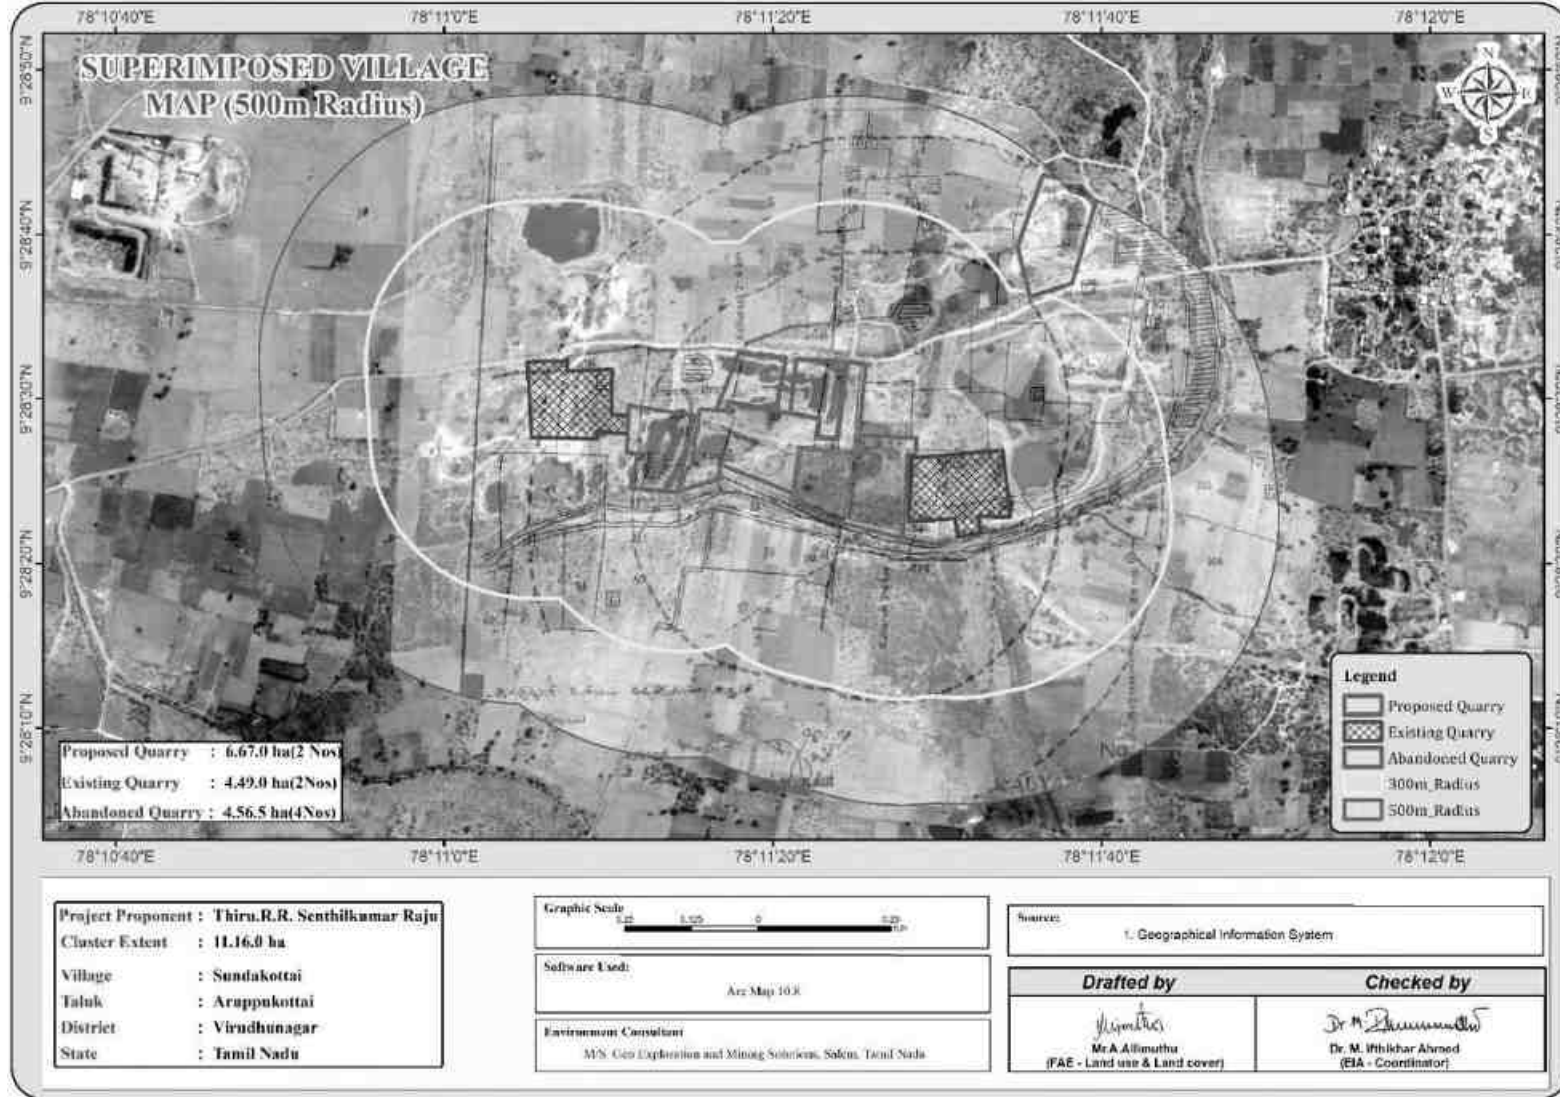 78°10'40"E 78°11'0"E 78°11'20"E 78°11'40"E 78°12'0"E
SUPERIMPOSED VILLAGE
MAP (500m Radius)
N
W E
S
9°28'40"N
9°28'30"N
9°28'20"N
9°28'10"N
Proposed Quarry : 6.67.0 ha(2 Nos)
Existing Quarry : 4.49.0 ha(2Nos)
Abandoned Quarry : 4.56.5 ha(4Nos)
Legend
Proposed Quarry
Existing Quarry
Abandoned Quarry
300m_Radius
500m_Radius
78°10'40"E 78°11'0"E 78°11'20"E 78°11'40"E 78°12'0"E
Project Proponent : Thiru.R.R. Senthilkumar Raju
Cluster Extent : 11.16.0 ha
Village : Sundakottai
Taluk : Aruppukottai
District : Virudhunagar
State : Tamil Nadu
Graphic Scale
0.25 0.125 0 0.25
Software Used:
Arc Map 10.8
Environment Consultant
M/S Geo Exploration and Mining Solutions, Salem, Tamil Nadu
Source:
1. Geographical Information System
Drafted by
Mr.A.Allimuthu
(FAE - Land use & Land cover)
Checked by
Dr. M. Ifthikhar Ahmed
(EIA - Coordinator)